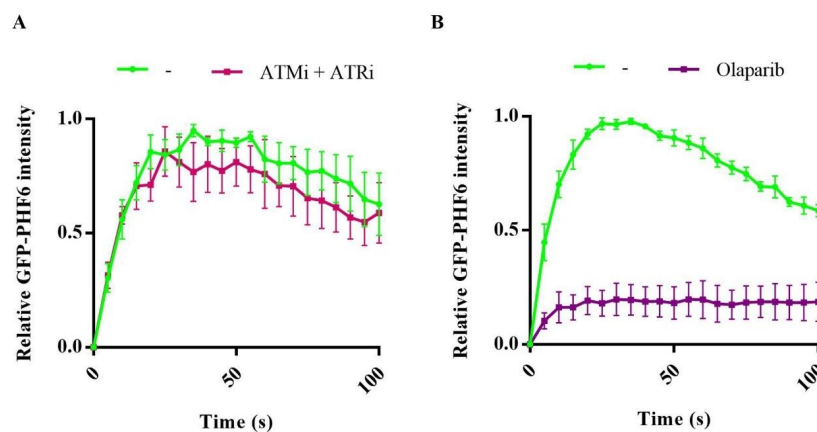 A
- ATMi + ATRi
Relative GFP-PHF6 intensity
1.0
0.5
0.0
0
50
100
Time (s)
B
- Olaparib
Relative GFP-PHF6 intensity
1.0
0.5
0.0
0
50
100
Time (s)